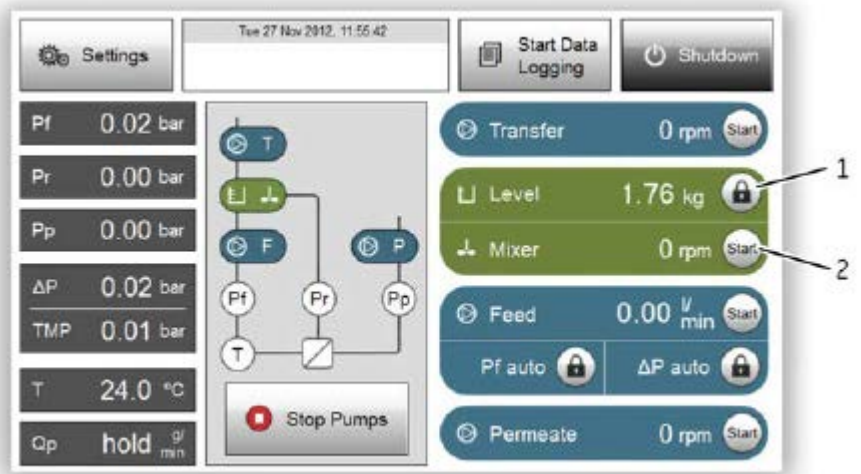 Settings
Tue 27 Nov 2012, 11:55:42
Start Data
Logging
Shutdown
Pf 0.02 bar
Pr 0.00 bar
Pp 0.00 bar
ΔP 0.02 bar
TMP 0.01 bar
T 24.0 °C
Qp hold g/min
T
F
P
Pf
Pr
Pp
T
Stop Pumps
Transfer 0 rpm Start
Level 1.76 kg
Mixer 0 rpm Start
Feed 0.00 l/min Start
Pf auto ΔP auto
Permeate 0 rpm Start
1
2